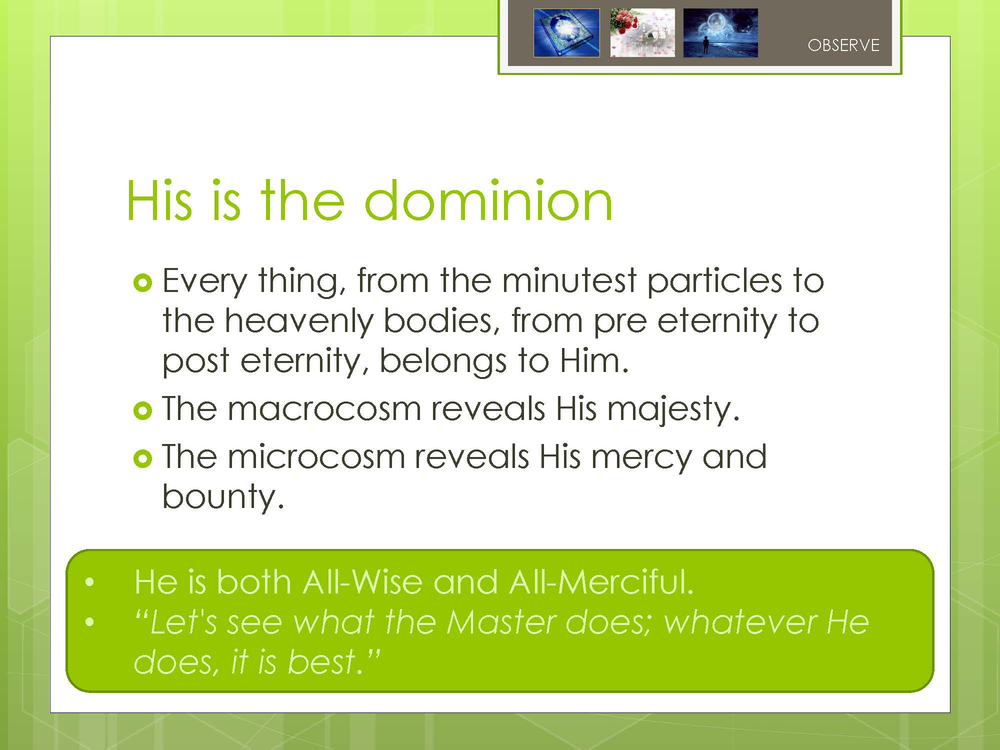 OBSERVE
His is the dominion
Every thing, from the minutest particles to
the heavenly bodies, from pre eternity to
post eternity, belongs to Him.
The macrocosm reveals His majesty.
The microcosm reveals His mercy and
bounty.
• He is both All-Wise and All-Merciful.
• “Let's see what the Master does; whatever He
does, it is best.”